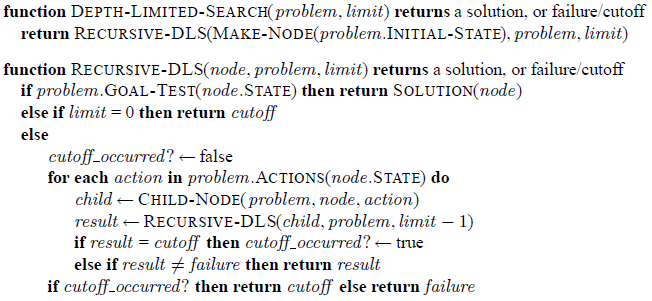 function DEPTH-LIMITED-SEARCH(problem, limit) returns a solution, or failure/cutoff
return RECURSIVE-DLS(MAKE-NODE(problem.INITIAL-STATE), problem, limit)
function RECURSIVE-DLS(node, problem, limit) returns a solution, or failure/cutoff
if problem.GOAL-TEST(node.STATE) then return SOLUTION(node)
else if limit = 0 then return cutoff
else
cutoff_occurred? ← false
for each action in problem.ACTIONS(node.STATE) do
child ← CHILD-NODE(problem, node, action)
result ← RECURSIVE-DLS(child, problem, limit − 1)
if result = cutoff then cutoff_occurred? ← true
else if result ≠ failure then return result
if cutoff_occurred? then return cutoff else return failure